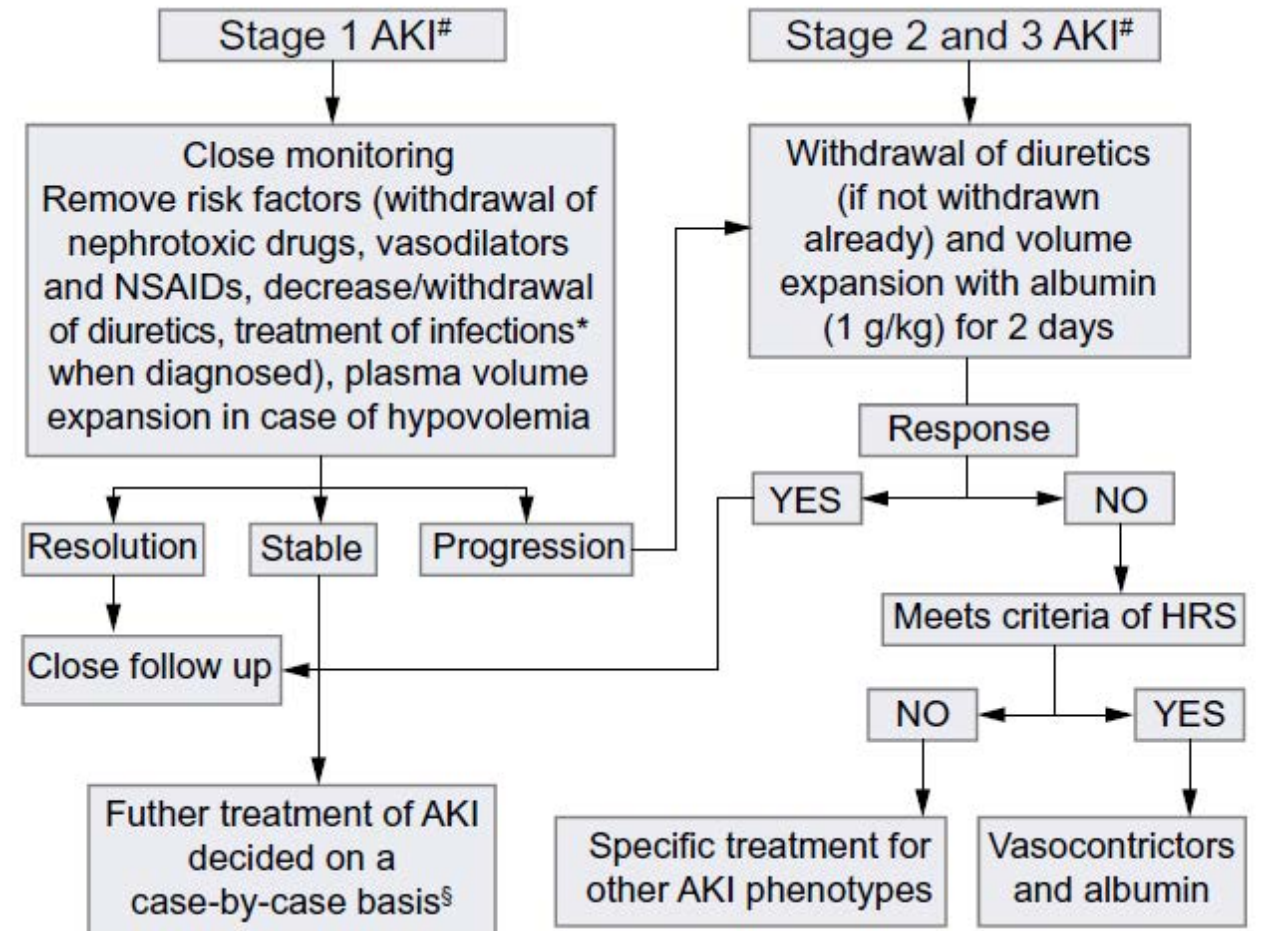 Stage 1 AKI#
Close monitoring
Remove risk factors (withdrawal of
nephrotoxic drugs, vasodilators
and NSAIDs, decrease/withdrawal
of diuretics, treatment of infections*
when diagnosed), plasma volume
expansion in case of hypovolemia
Resolution
Stable
Progression
Close follow up
Futher treatment of AKI
decided on a
case-by-case basis§
Stage 2 and 3 AKI#
Withdrawal of diuretics
(if not withdrawn
already) and volume
expansion with albumin
(1 g/kg) for 2 days
Response
YES
NO
Meets criteria of HRS
NO
YES
Specific treatment for
other AKI phenotypes
Vasocontrictors
and albumin